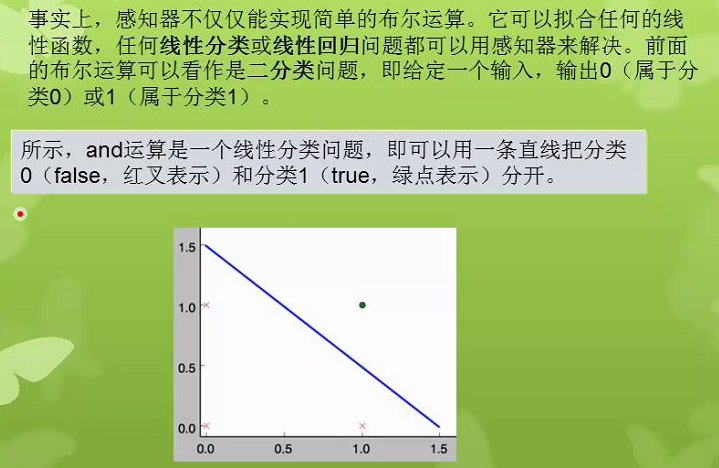 事实上，感知器不仅仅能实现简单的布尔运算。它可以拟合任何的线
性函数，任何线性分类或线性回归问题都可以用感知器来解决。前面
的布尔运算可以看作是二分类问题，即给定一个输入，输出0（属于分
类0）或1（属于分类1）。
所示，and运算是一个线性分类问题，即可以用一条直线把分类
0（false，红叉表示）和分类1（true，绿点表示）分开。
1.5
1.0
0.5
0.0
0.0 0.5 1.0 1.5